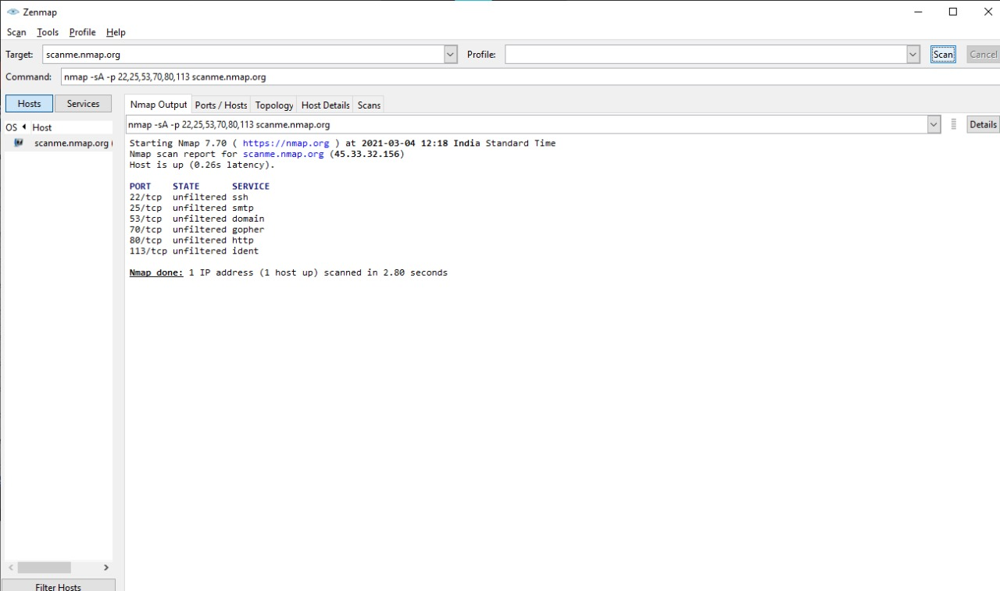 Zenmap
Scan Tools Profile Help
Target: scanme.nmap.org Profile: Scan Cancel
Command: nmap -sA -p 22,25,53,70,80,113 scanme.nmap.org
Hosts Services Nmap Output Ports / Hosts Topology Host Details Scans
OS Host nmap -sA -p 22,25,53,70,80,113 scanme.nmap.org Details
scanme.nmap.org (
Starting Nmap 7.70 ( https://nmap.org ) at 2021-03-04 12:18 India Standard Time
Nmap scan report for scanme.nmap.org (45.33.32.156)
Host is up (0.26s latency).
PORT STATE SERVICE
22/tcp unfiltered ssh
25/tcp unfiltered smtp
53/tcp unfiltered domain
70/tcp unfiltered gopher
80/tcp unfiltered http
113/tcp unfiltered ident
Nmap done: 1 IP address (1 host up) scanned in 2.80 seconds
Filter Hosts